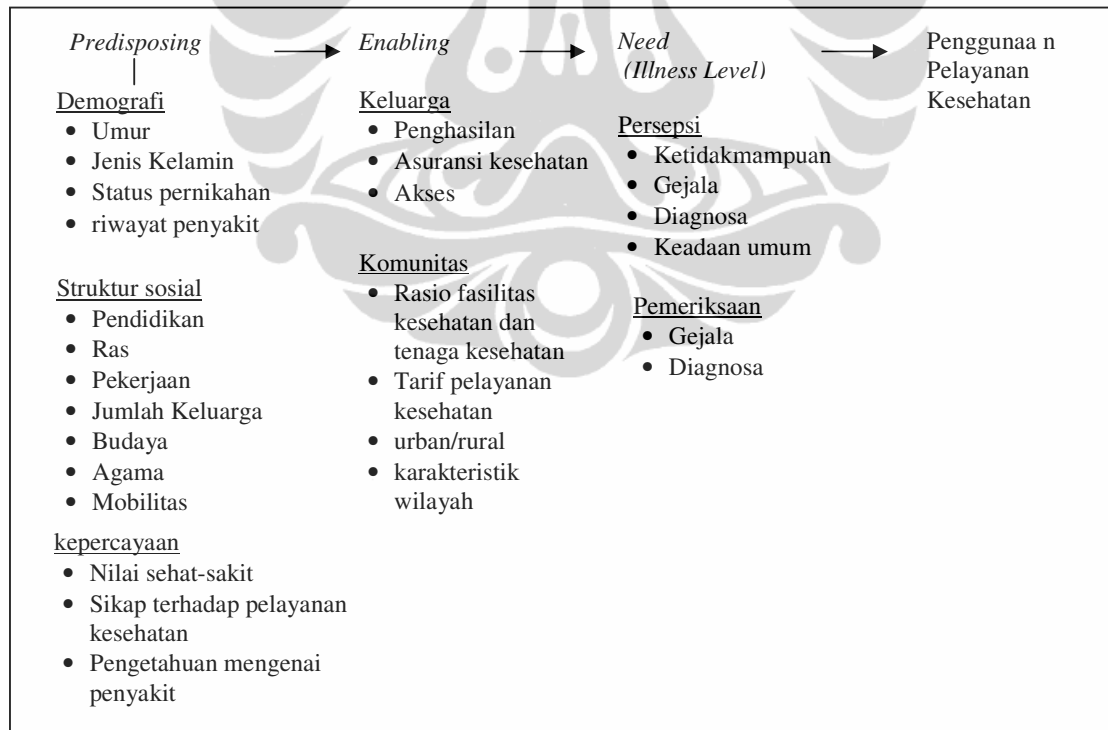 Predisposing
Demografi
• Umur
• Jenis Kelamin
• Status pernikahan
• riwayat penyakit
Struktur sosial
• Pendidikan
• Ras
• Pekerjaan
• Jumlah Keluarga
• Budaya
• Agama
• Mobilitas
kepercayaan
• Nilai sehat-sakit
• Sikap terhadap pelayanan
kesehatan
• Pengetahuan mengenai
penyakit
Enabling
Keluarga
• Penghasilan
• Asuransi kesehatan
• Akses
Komunitas
• Rasio fasilitas
kesehatan dan
tenaga kesehatan
• Tarif pelayanan
kesehatan
• urban/rural
• karakteristik
wilayah
Need
(Illness Level)
Persepsi
• Ketidakmampuan
• Gejala
• Diagnosa
• Keadaan umum
Pemeriksaan
• Gejala
• Diagnosa
Penggunaa n
Pelayanan
Kesehatan